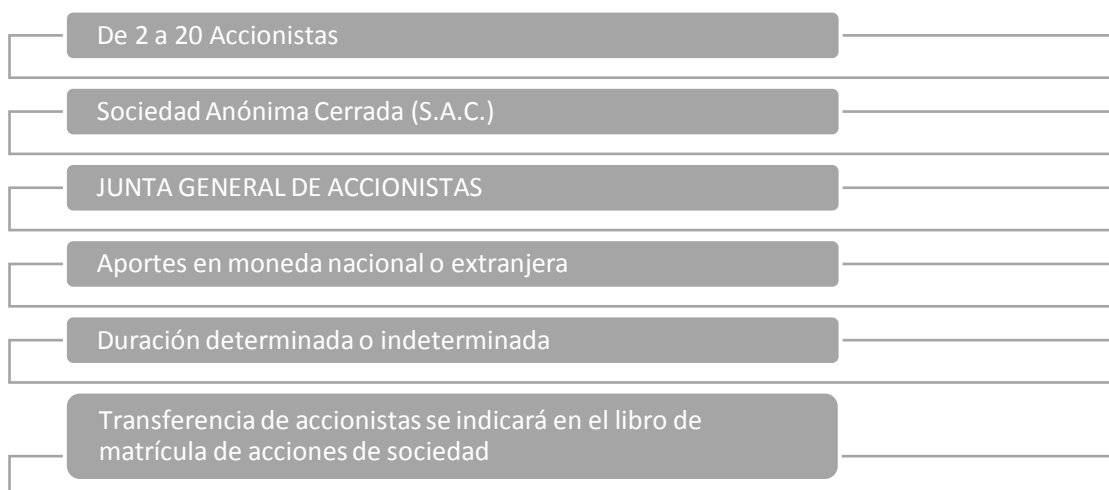 De 2 a 20 Accionistas
Sociedad Anónima Cerrada (S.A.C.)
JUNTA GENERAL DE ACCIONISTAS
Aportes en moneda nacional o extranjera
Duración determinada o indeterminada
Transferencia de accionistas se indicará en el libro de
matrícula de acciones de sociedad